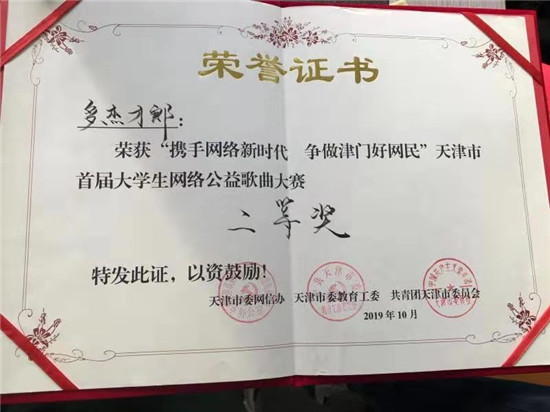 荣誉证书
多杰才郎：
荣获“携手网络新时代 争做津门好网民”天津市
首届大学生网络公益歌曲大赛
二等奖
特发此证，以资鼓励！
天津市委网信办 天津市委教育工委 共青团天津市委员会
2019年10月